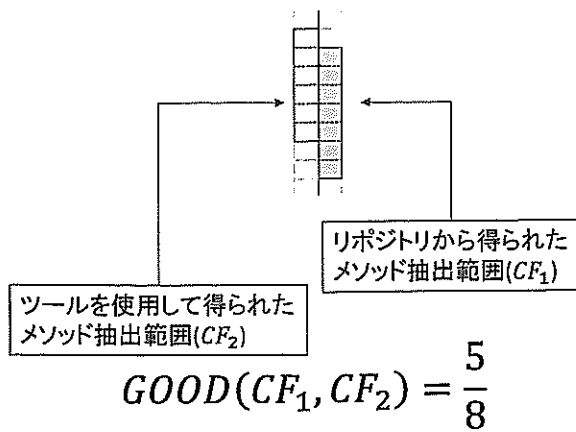 リポジトリから得られた
メソッド抽出範囲(CF₁)
ツールを使用して得られた
メソッド抽出範囲(CF₂)
GOOD(CF₁, CF₂) = 5/8